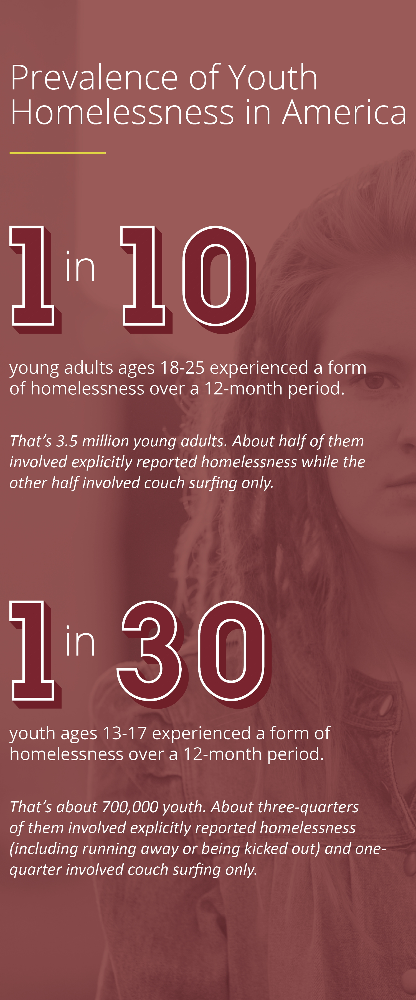 Prevalence of Youth
Homelessness in America
1 in 10
young adults ages 18-25 experienced a form
of homelessness over a 12-month period.
That’s 3.5 million young adults. About half of them
involved explicitly reported homelessness while the
other half involved couch surfing only.
1 in 30
youth ages 13-17 experienced a form of
homelessness over a 12-month period.
That’s about 700,000 youth. About three-quarters
of them involved explicitly reported homelessness
(including running away or being kicked out) and one-
quarter involved couch surfing only.